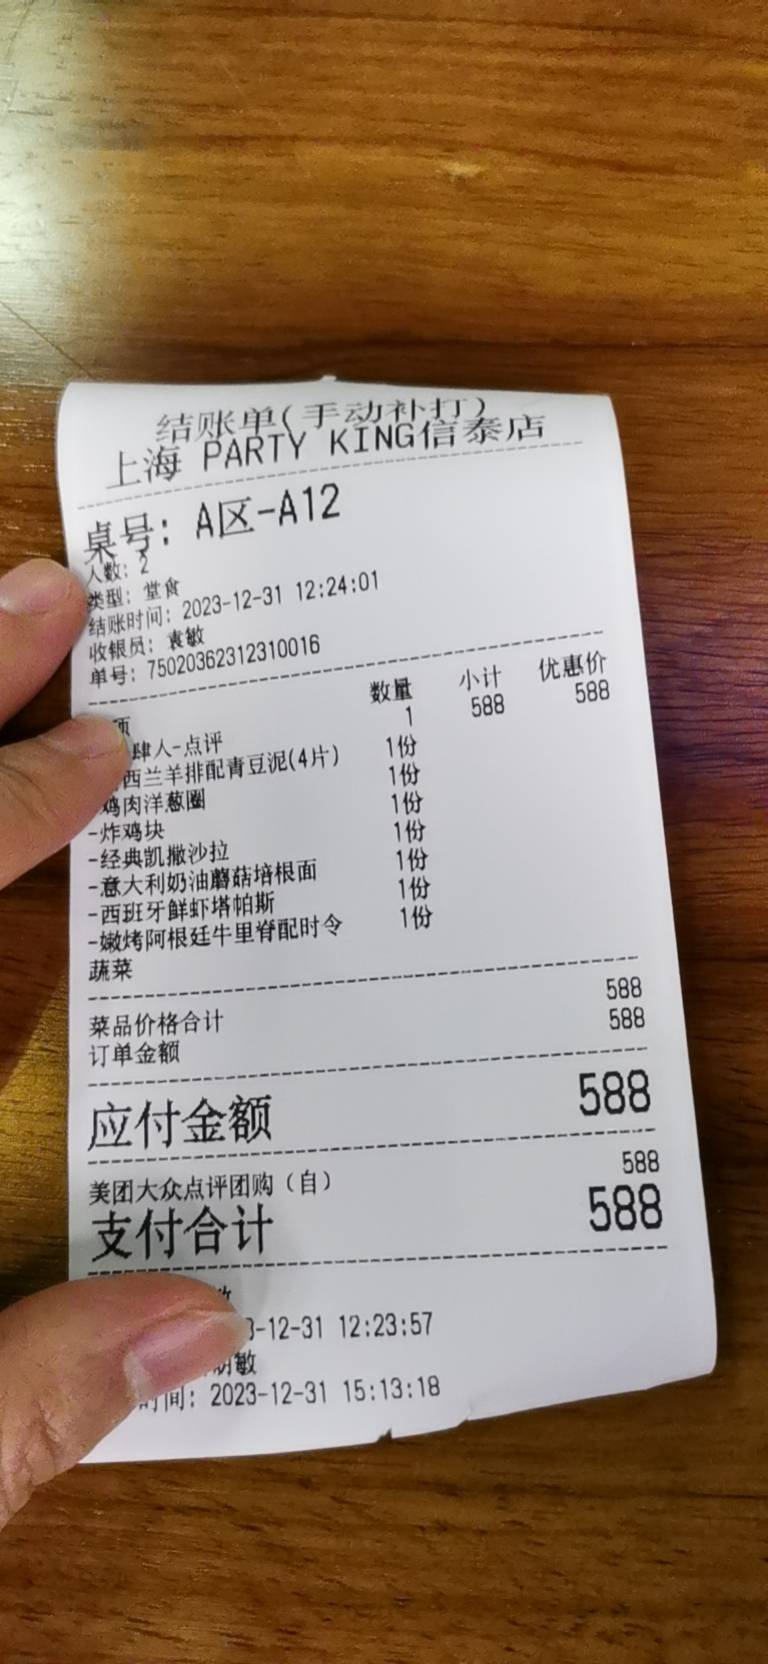 结账单(手动补打)
上海 PARTY KING信泰店
桌号: A区-A12
人数: 2
类型: 堂食
结账时间: 2023-12-31 12:24:01
收银员: 袁敏
单号: 75020362312310016
项 数量 小计 优惠价
肆人-点评 1 588 588
西兰羊排配青豆泥(4片) 1份
鸡肉洋葱圈 1份
-炸鸡块 1份
-经典凯撒沙拉 1份
-意大利奶油蘑菇培根面 1份
-西班牙鲜虾塔帕斯 1份
-嫩烤阿根廷牛里脊配时令 1份
蔬菜
菜品价格合计 588
订单金额 588
应付金额 588
美团大众点评团购（自） 588
支付合计 588
敏
3-12-31 12:23:57
敏
时间: 2023-12-31 15:13:18